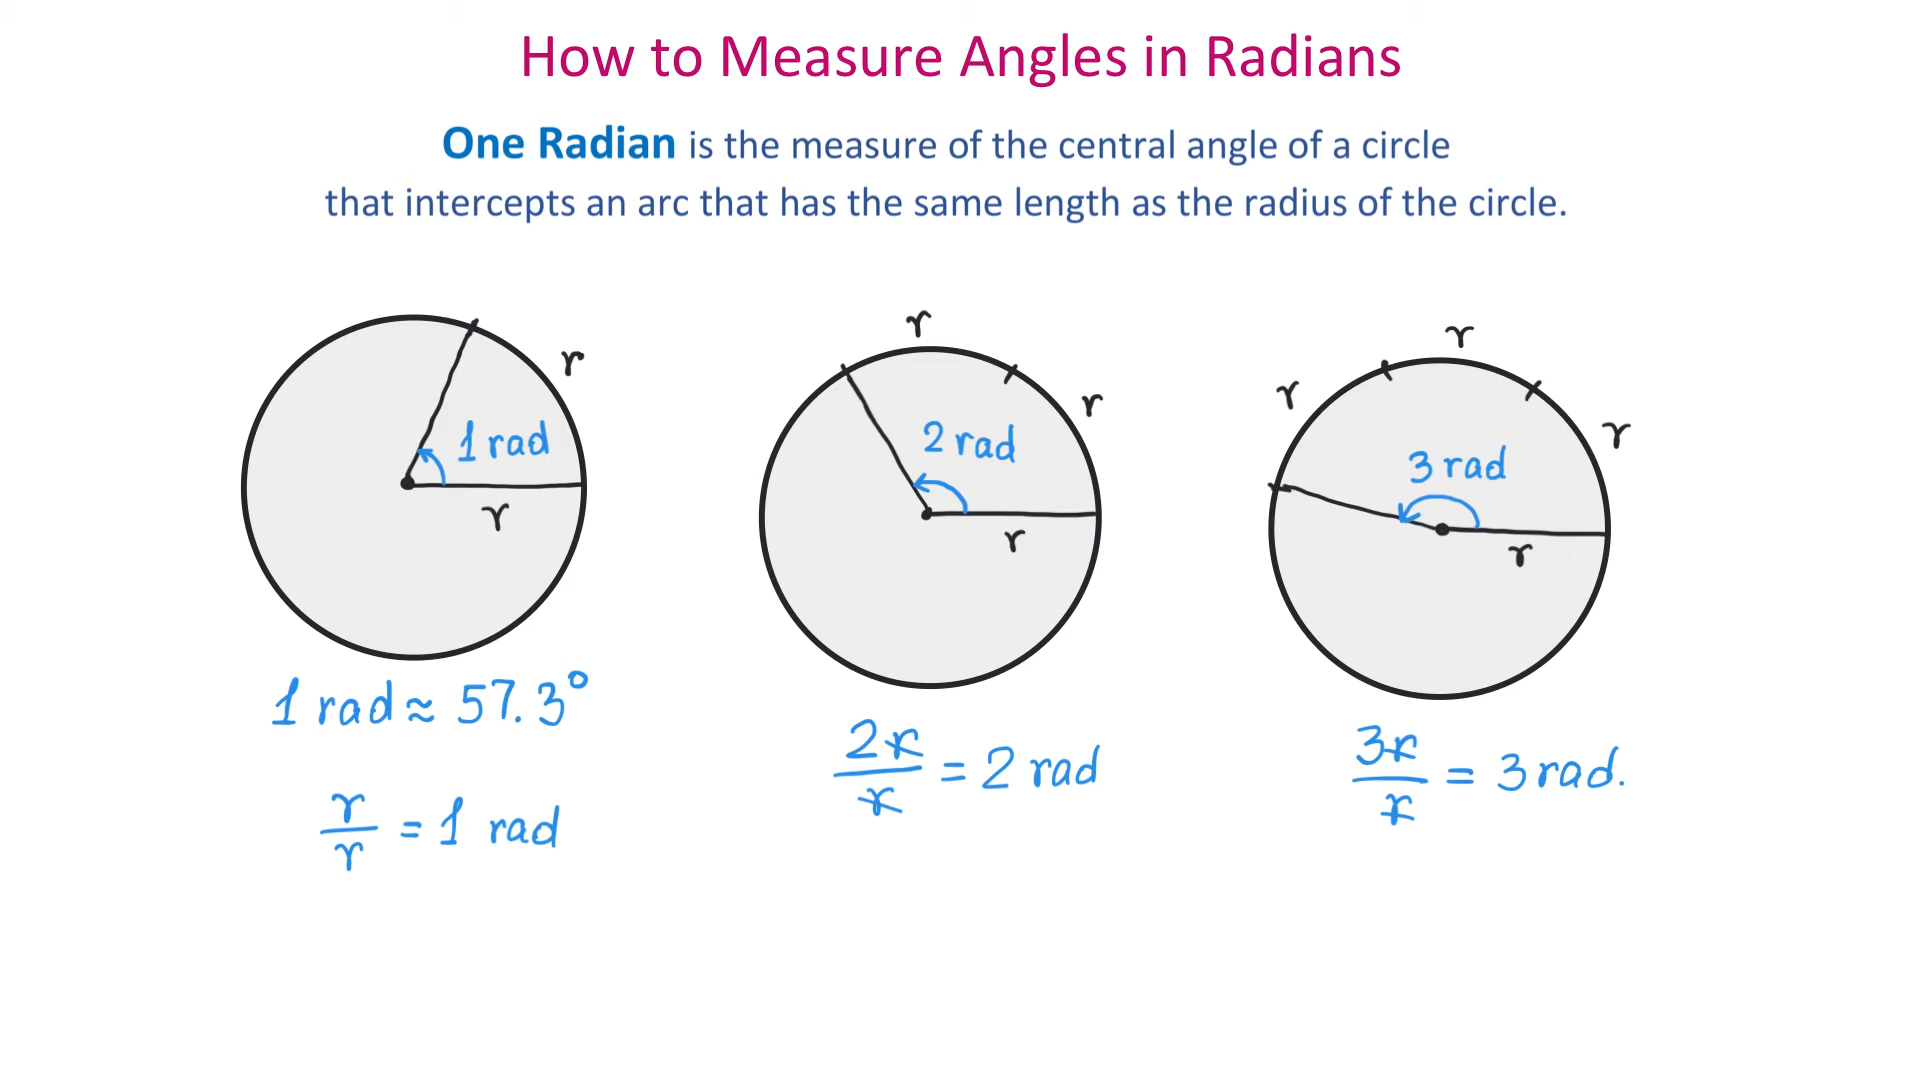 How to Measure Angles in Radians
One Radian is the measure of the central angle of a circle
that intercepts an arc that has the same length as the radius of the circle.
r
1 rad
r
1 rad ≈ 57.3°
r/r = 1 rad
r
r
2 rad
r
2r/r = 2 rad
r
r
r
3 rad
r
3r/r = 3 rad.